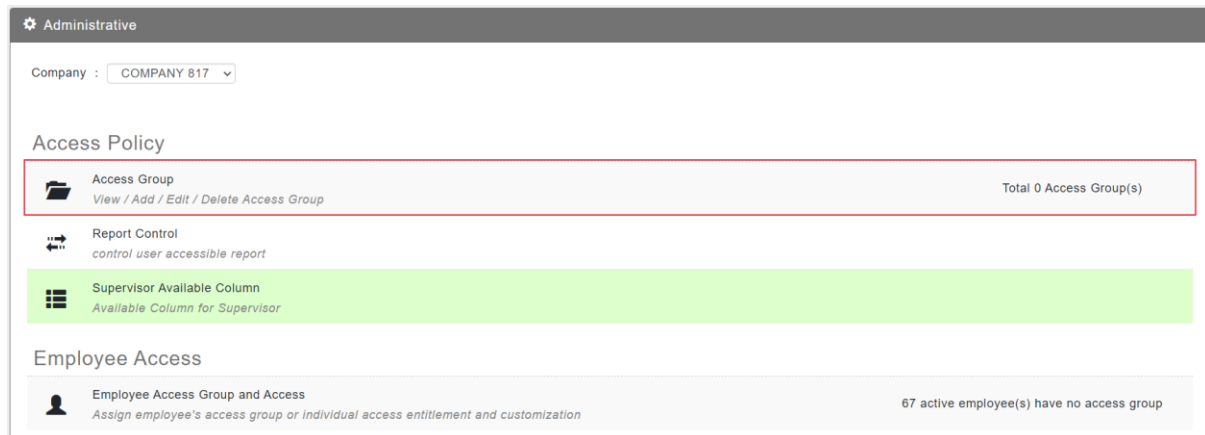 Administrative
Company : COMPANY 817
Access Policy
Access Group
View / Add / Edit / Delete Access Group
Total 0 Access Group(s)
Report Control
control user accessible report
Supervisor Available Column
Available Column for Supervisor
Employee Access
Employee Access Group and Access
Assign employee's access group or individual access entitlement and customization
67 active employee(s) have no access group